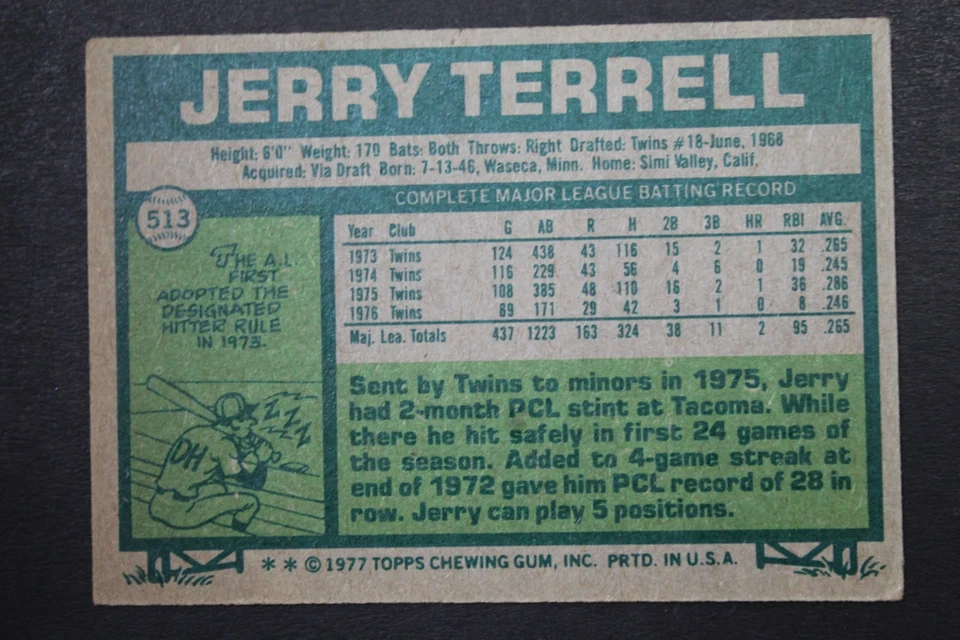 JERRY TERRELL
Height: 6'0" Weight: 170 Bats: Both Throws: Right Drafted: Twins #18-June, 1968
Acquired: Via Draft Born: 7-13-46, Waseca, Minn. Home: Simi Valley, Calif.
COMPLETE MAJOR LEAGUE BATTING RECORD
513
THE A.L.
FIRST
ADOPTED THE
DESIGNATED
HITTER RULE
IN 1973.
ZZZZ
DH
Year Club G AB R H 2B 3B HR RBI AVG.
1973 Twins 124 438 43 116 15 2 1 32 .265
1974 Twins 116 229 43 56 4 6 0 19 .245
1975 Twins 108 385 48 110 16 2 1 36 .286
1976 Twins 89 171 29 42 3 1 0 8 .246
Maj. Lea. Totals 437 1223 163 324 38 11 2 95 .265
Sent by Twins to minors in 1975, Jerry
had 2-month PCL stint at Tacoma. While
there he hit safely in first 24 games of
the season. Added to 4-game streak at
end of 1972 gave him PCL record of 28 in
row. Jerry can play 5 positions.
** © 1977 TOPPS CHEWING GUM, INC. PRTD. IN U.S.A.